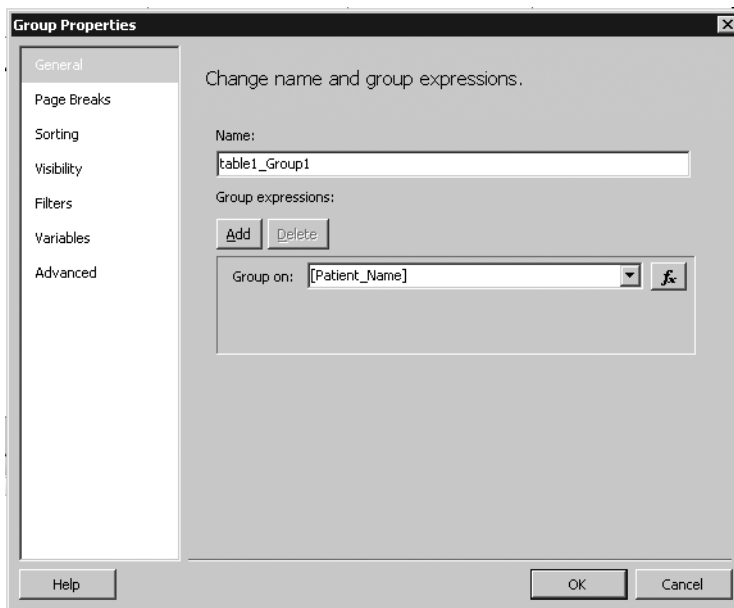 Group Properties
General
Page Breaks
Sorting
Visibility
Filters
Variables
Advanced
Change name and group expressions.
Name:
table1_Group1
Group expressions:
Add Delete
Group on: [Patient_Name] fx
Help OK Cancel